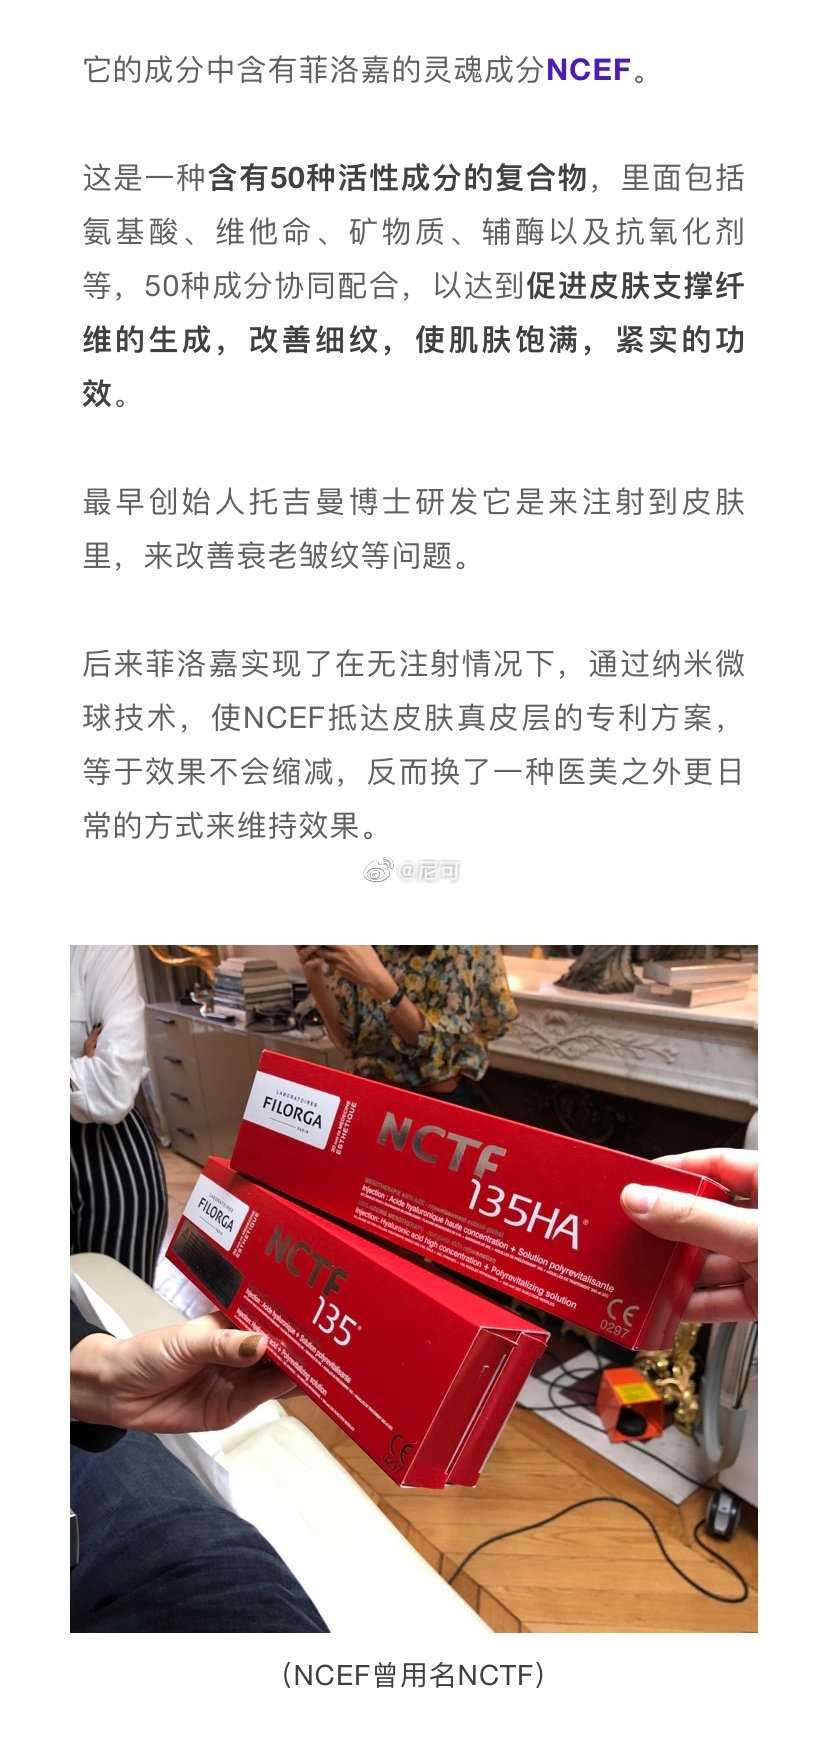 它的成分中含有菲洛嘉的灵魂成分NCEF。
这是一种含有50种活性成分的复合物，里面包括
氨基酸、维他命、矿物质、辅酶以及抗氧化剂
等，50种成分协同配合，以达到促进皮肤支撑纤
维的生成，改善细纹，使肌肤饱满，紧实的功
效。
最早创始人托吉曼博士研发它是来注射到皮肤
里，来改善衰老皱纹等问题。
后来菲洛嘉实现了在无注射情况下，通过纳米微
球技术，使NCEF抵达皮肤真皮层的专利方案，
等于效果不会缩减，反而换了一种医美之外更日
常的方式来维持效果。
@尼可
LABORATOIRES
FILORGA
PARIS
ESTHETIQUE
NCTF
135HA®
Injection : Acide hyaluronique haute concentration + Solution polyrevitalisante
Injection: Hyaluronic acid high concentration + Polyrevitalizing solution
CE
0297
FILORGA
ESTHETIQUE
NCTF
135®
Injection : Acide hyaluronique + Solution polyrevitalisante
CE
（NCEF曾用名NCTF）